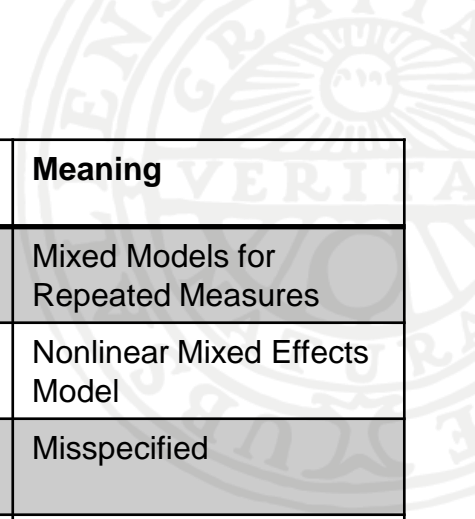 Meaning
Mixed Models for
Repeated Measures
Nonlinear Mixed Effects
Model
Misspecified